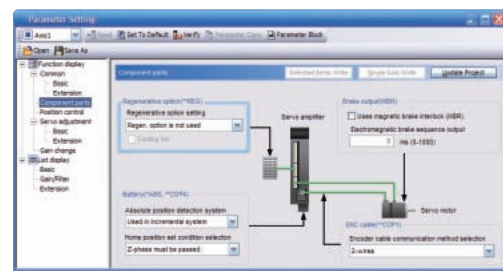 Parameter Setting
Axis1 Set To Default Verify Parameter Copy Parameter Block
Open Save As
Function display
Common
Basic
Extension
Component parts
Position control
Servo adjustment
Basic
Extension
Gain change
List display
Basic
Gain/Filter
Extension
Component parts
Selected Items Write Single Axis Write Update Project
Regenerative option(**REG)
Regenerative option setting
Regen. option is not used
Cooling fan
Servo amplifier
Brake output(MBR)
Uses magnetic brake interlock (MBR)
Electromagnetic brake sequence output
0 ms (0-1000)
Battery(*ABS, **COP4)
Absolute position detection system
Used in incremental system
Home position set condition selection
Z-phase must be passed.
Servo motor
ENC cable(**COP1)
Encoder cable communication method selection
2-wires